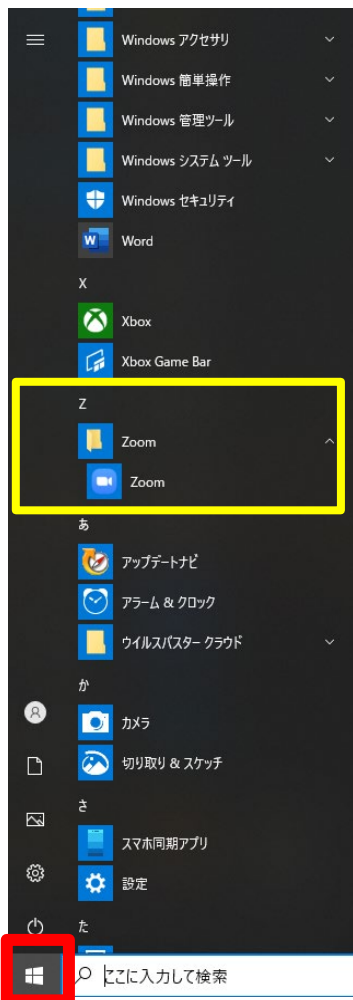 Windows アクセサリ
Windows 簡単操作
Windows 管理ツール
Windows システム ツール
Windows セキュリティ
Word
X
Xbox
Xbox Game Bar
Z
Zoom
Zoom
あ
アップデートナビ
アラーム & クロック
ウイルスバスター クラウド
か
カメラ
切り取り & スケッチ
さ
スマホ同期アプリ
設定
た
ここに入力して検索